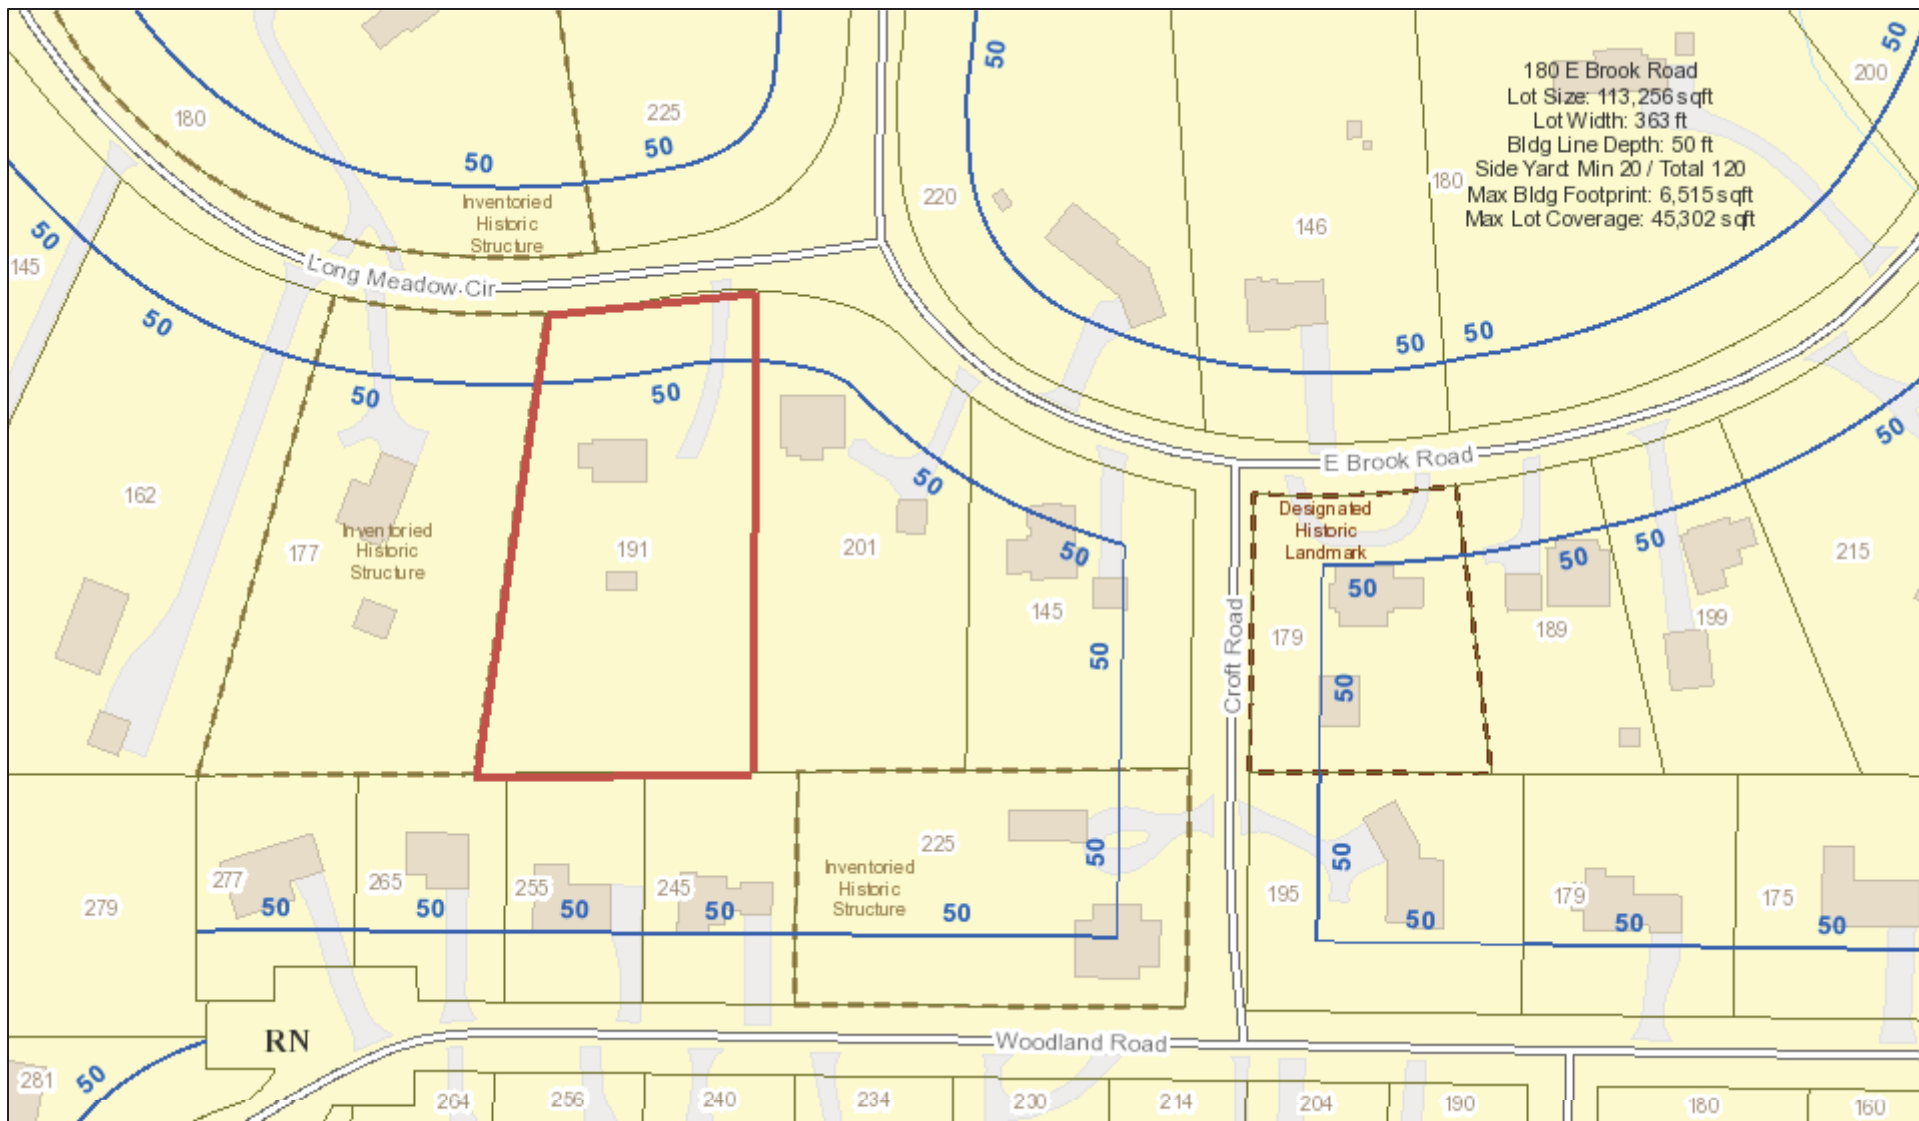 50
50
180 E Brook Road
Lot Size: 113,256 sqft
Lot Width: 363 ft
Bldg Line Depth: 50 ft
Side Yard: Min 20 / Total 120
Max Bldg Footprint: 6,515 sqft
Max Lot Coverage: 45,302 sqft
200
180
225
50
50
180
220
146
Inventoried
Historic
Structure
50
145
Long Meadow Cir
50
50
50
50
50
E Brook Road
50
50
162
Designated
Historic
Landmark
177
Inventoried
Historic
Structure
191
201
50
50
50
215
50
145
179
189
199
Croft Road
50
50
225
50
50
Inventoried
Historic
Structure
277
265
255
245
195
179
175
279
50
50
50
50
50
50
50
50
RN
Woodland Road
281
50
264
256
240
234
230
214
204
190
180
160